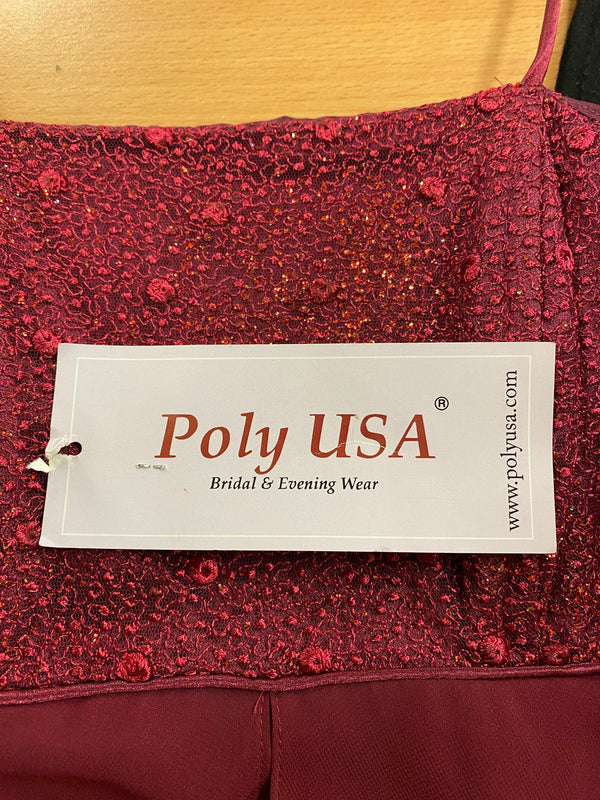 Poly USA ®
Bridal & Evening Wear
www.polyusa.com